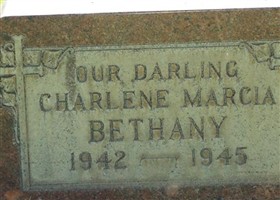 OUR DARLING
CHARLENE MARCIA
BETHANY
1942 — 1945